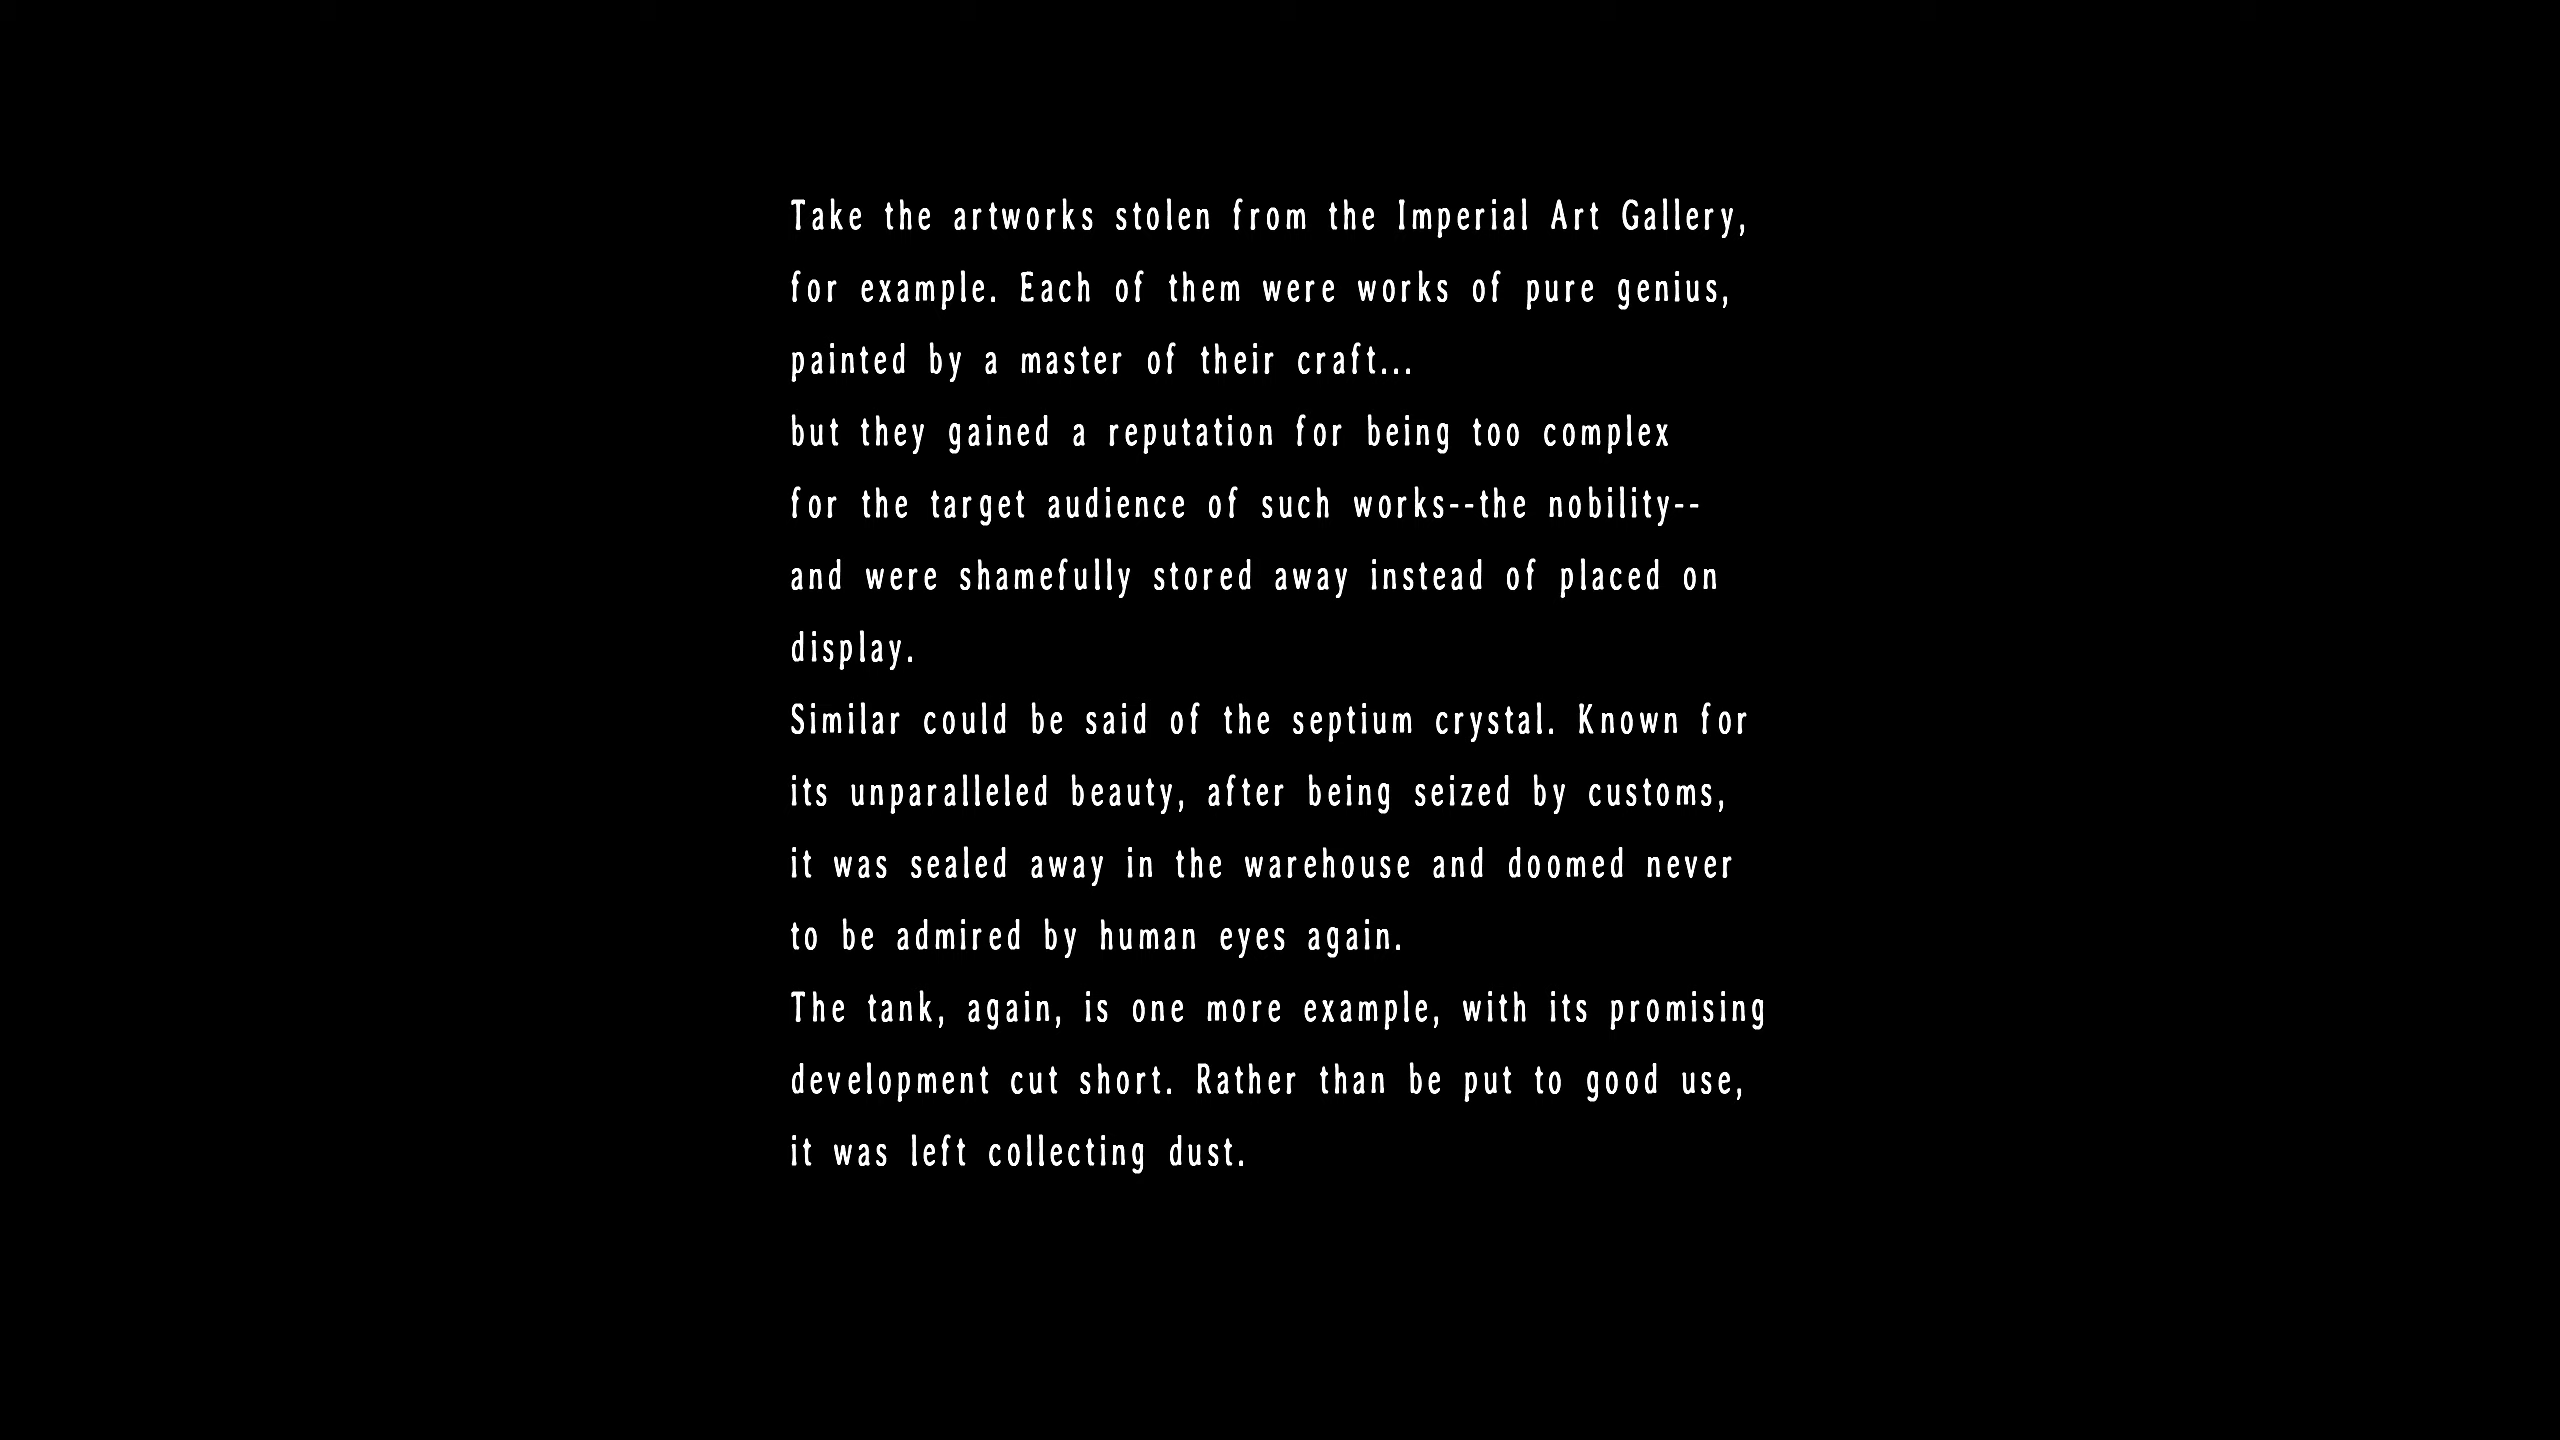 Take the artworks stolen from the Imperial Art Gallery,
for example. Each of them were works of pure genius,
painted by a master of their craft...
but they gained a reputation for being too complex
for the target audience of such works--the nobility--
and were shamefully stored away instead of placed on
display.
Similar could be said of the septium crystal. Known for
its unparalleled beauty, after being seized by customs,
it was sealed away in the warehouse and doomed never
to be admired by human eyes again.
The tank, again, is one more example, with its promising
development cut short. Rather than be put to good use,
it was left collecting dust.